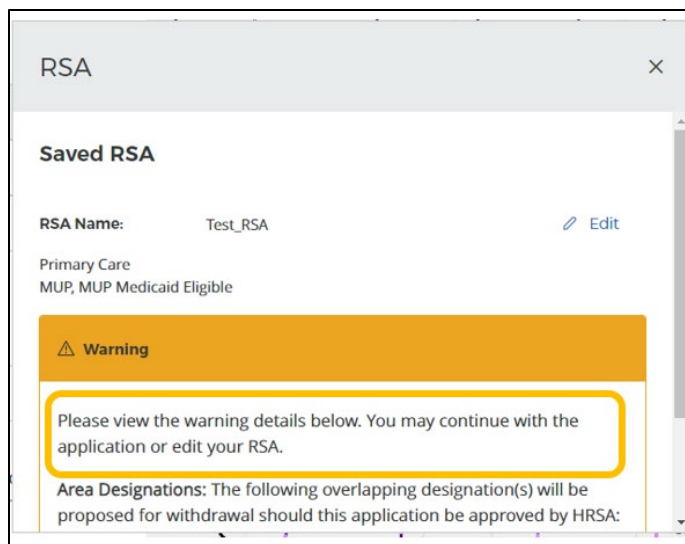 RSA
Saved RSA
RSA Name: Test_RSA Edit
Primary Care
MUP, MUP Medicaid Eligible
Warning
Please view the warning details below. You may continue with the
application or edit your RSA.
Area Designations: The following overlapping designation(s) will be
proposed for withdrawal should this application be approved by HRSA: